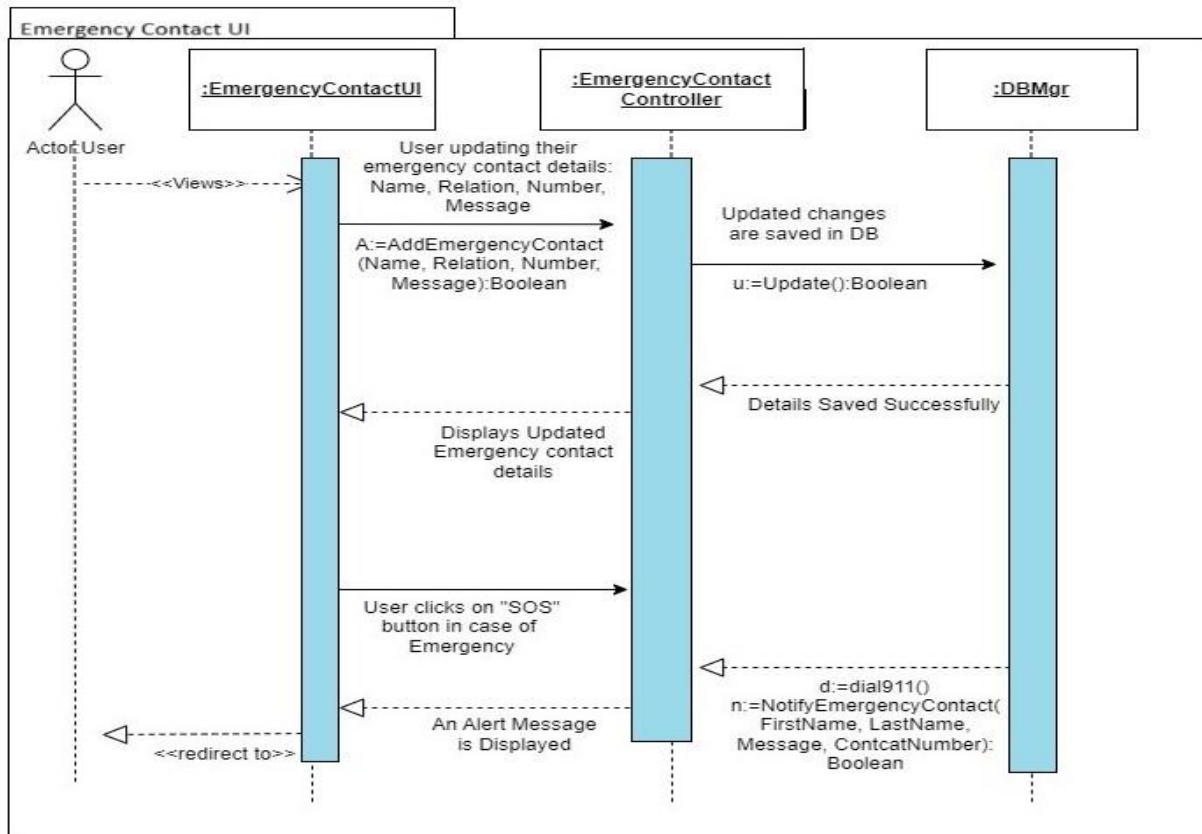 Emergency Contact UI
:EmergencyContactUI
:EmergencyContact
Controller
:DBMgr
Actor:User
<<Views>>
User updating their
emergency contact details:
Name, Relation, Number,
Message
A:=AddEmergencyContact
(Name, Relation, Number,
Message):Boolean
Updated changes
are saved in DB
u:=Update():Boolean
Details Saved Successfully
Displays Updated
Emergency contact
details
User clicks on "SOS"
button in case of
Emergency
d:=dial911()
n:=NotifyEmergencyContact(
FirstName, LastName,
Message, ContcatNumber):
Boolean
An Alert Message
is Displayed
<<redirect to>>